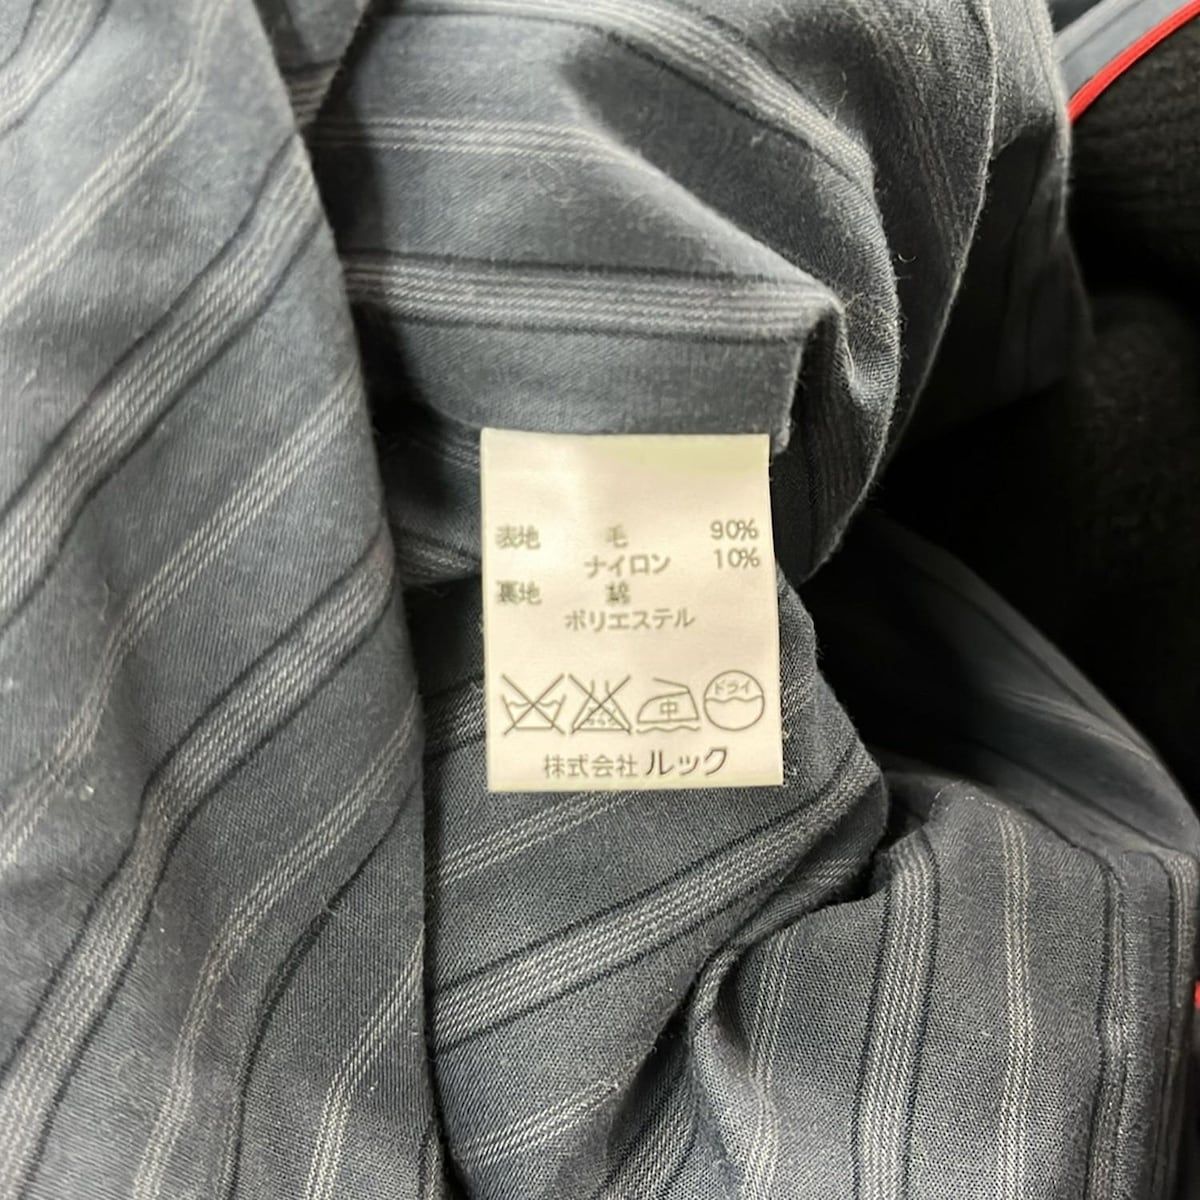 表地 毛 90%
ナイロン 10%
裏地 綿
ポリエステル
中 ドライ
株式会社 ルック